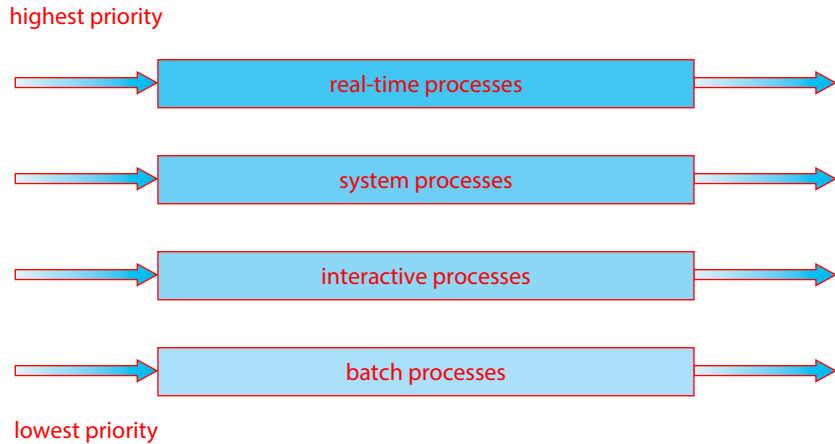 highest priority
real-time processes
system processes
interactive processes
batch processes
lowest priority